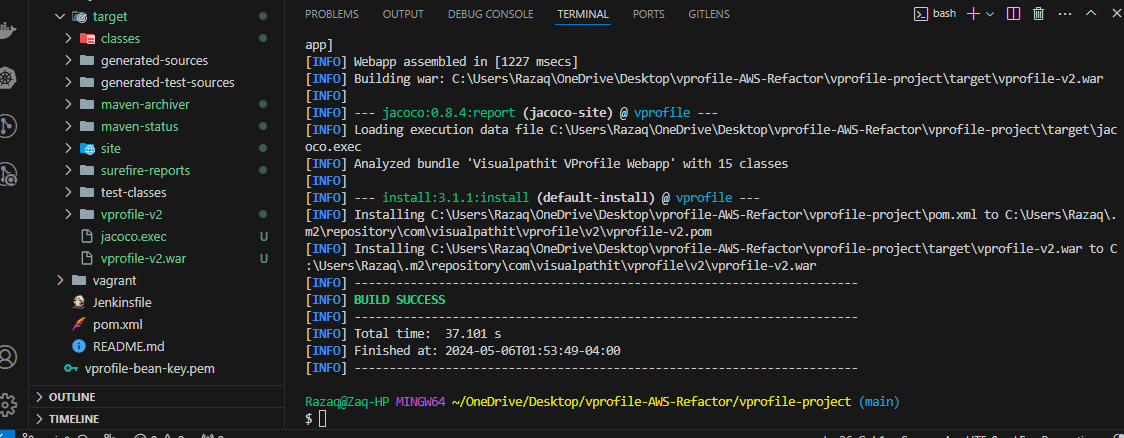 target
classes
generated-sources
generated-test-sources
maven-archiver
maven-status
site
surefire-reports
test-classes
vprofile-v2
jacoco.exec U
vprofile-v2.war U
vagrant
Jenkinsfile
pom.xml
README.md
vprofile-bean-key.pem
OUTLINE
TIMELINE
PROBLEMS OUTPUT DEBUG CONSOLE TERMINAL PORTS GITLENS bash
app]
[INFO] Webapp assembled in [1227 msecs]
[INFO] Building war: C:\Users\Razaq\OneDrive\Desktop\vprofile-AWS-Refactor\vprofile-project\target\vprofile-v2.war
[INFO]
[INFO] --- jacoco:0.8.4:report (jacoco-site) @ vprofile ---
[INFO] Loading execution data file C:\Users\Razaq\OneDrive\Desktop\vprofile-AWS-Refactor\vprofile-project\target\jac
oco.exec
[INFO] Analyzed bundle 'Visualpathit VProfile Webapp' with 15 classes
[INFO]
[INFO] --- install:3.1.1:install (default-install) @ vprofile ---
[INFO] Installing C:\Users\Razaq\OneDrive\Desktop\vprofile-AWS-Refactor\vprofile-project\pom.xml to C:\Users\Razaq\.
m2\repository\com\visualpathit\vprofile\v2\vprofile-v2.pom
[INFO] Installing C:\Users\Razaq\OneDrive\Desktop\vprofile-AWS-Refactor\vprofile-project\target\vprofile-v2.war to C
:\Users\Razaq\.m2\repository\com\visualpathit\vprofile\v2\vprofile-v2.war
[INFO] ------------------------------------------------------------------------
[INFO] BUILD SUCCESS
[INFO] ------------------------------------------------------------------------
[INFO] Total time:  37.101 s
[INFO] Finished at: 2024-05-06T01:53:49-04:00
[INFO] ------------------------------------------------------------------------
Razaq@Zaq-HP MINGW64 ~/OneDrive/Desktop/vprofile-AWS-Refactor/vprofile-project (main)
$